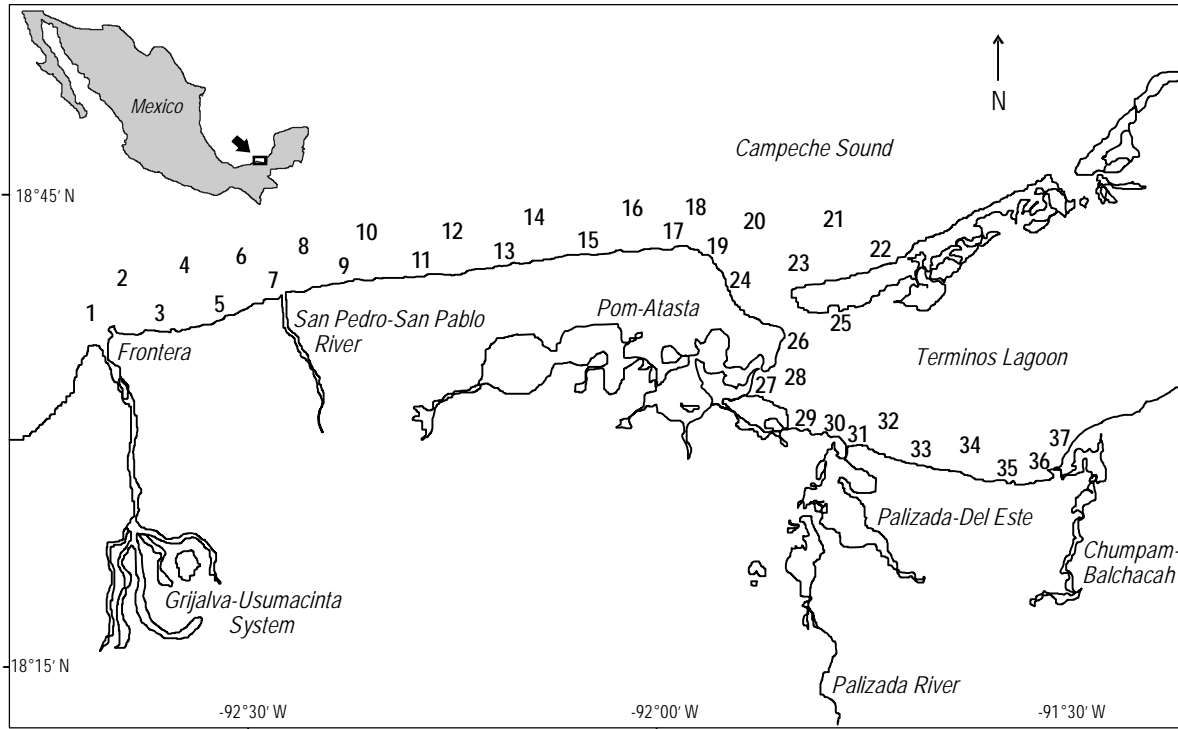 Mexico
N
Campeche Sound
18°45′ N
16 18
14 20 21
10 12 17
6 8 13 15 19 22
4 11 23
2 9 24
7
1 3 5 San Pedro-San Pablo
River
Pom-Atasta
25
Frontera
26
Terminos Lagoon
27 28
29 30 32
31 33 34 35 36 37
Palizada-Del Este
Chumpam-
Balchacah
Grijalva-Usumacinta
System
18°15′ N
Palizada River
-92°30′ W
-92°00′ W
-91°30′ W